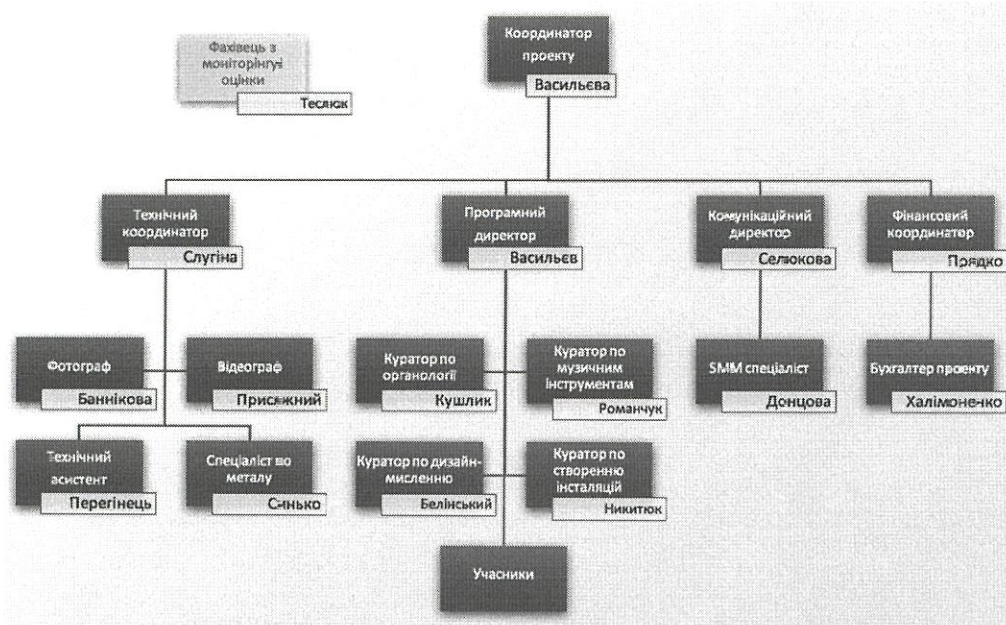 Координатор
проекту
Васильєва
Фахівець з
моніторінгуі
оцінки
Теслюк
Технічний
координатор
Слугіна
Програмний
директор
Васильєв
Комунікаційний
директор
Селюкова
Фінансовий
координатор
Прядко
Фотограф
Баннікова
Відеограф
Присяжний
Куратор по
органології
Кушлик
Куратор по
музичним
інструментам
Романчук
SMM спеціаліст
Донцова
Бухгалтер проекту
Халімоненко
Технічний
асистент
Перегінець
Спеціаліст по
металу
Синько
Куратор по дизайн-
мисленню
Белінський
Куратор по
створенню
інсталяцій
Никитюк
Учасники